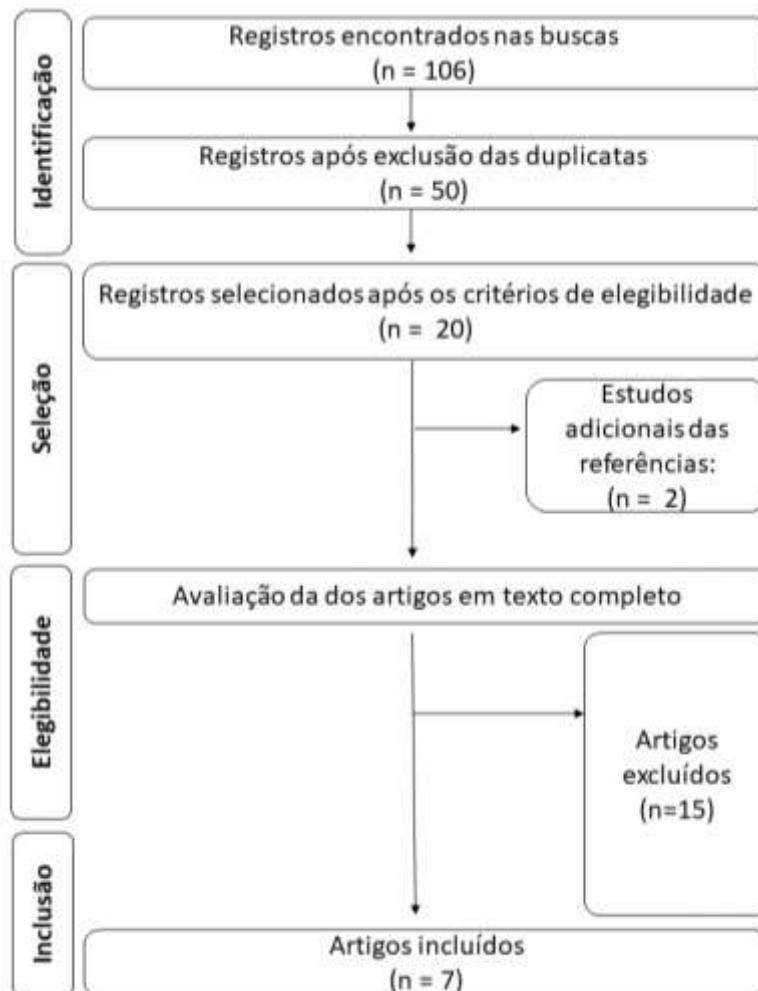 Identificação
Registros encontrados nas buscas
(n = 106)
Registros após exclusão das duplicatas
(n = 50)
Seleção
Registros selecionados após os critérios de elegibilidade
(n = 20)
Estudos
adicionais das
referências:
(n = 2)
Elegibilidade
Avaliação da dos artigos em texto completo
Artigos
excluídos
(n=15)
Inclusão
Artigos incluídos
(n = 7)